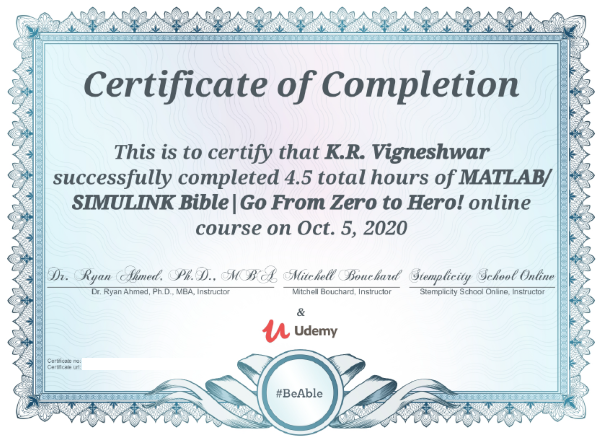 Certificate of Completion
This is to certify that K.R. Vigneshwar
successfully completed 4.5 total hours of MATLAB/
SIMULINK Bible|Go From Zero to Hero! online
course on Oct. 5, 2020
Dr. Ryan Ahmed, Ph.D., MBA Mitchell Bouchard Stemplicity School Online
Dr. Ryan Ahmed, Ph.D., MBA, Instructor Mitchell Bouchard, Instructor Stemplicity School Online, Instructor
&
Udemy
Certificate no:
Certificate url:
#BeAble